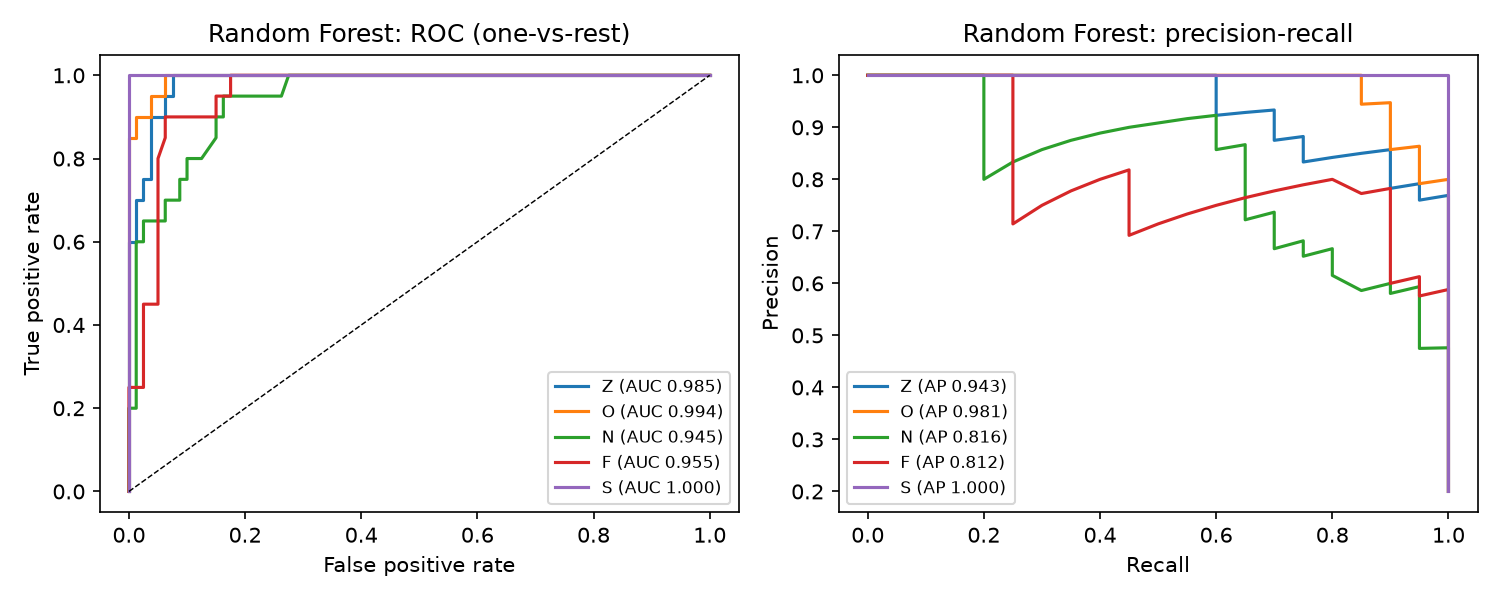 Random Forest: ROC (one-vs-rest)
1.0
0.8
0.6
0.4
0.2
0.0
True positive rate
0.0 0.2 0.4 0.6 0.8 1.0
False positive rate
Z (AUC 0.985)
O (AUC 0.994)
N (AUC 0.945)
F (AUC 0.955)
S (AUC 1.000)
Random Forest: precision-recall
1.0
0.9
0.8
0.7
0.6
0.5
0.4
0.3
0.2
Precision
0.0 0.2 0.4 0.6 0.8 1.0
Recall
Z (AP 0.943)
O (AP 0.981)
N (AP 0.816)
F (AP 0.812)
S (AP 1.000)